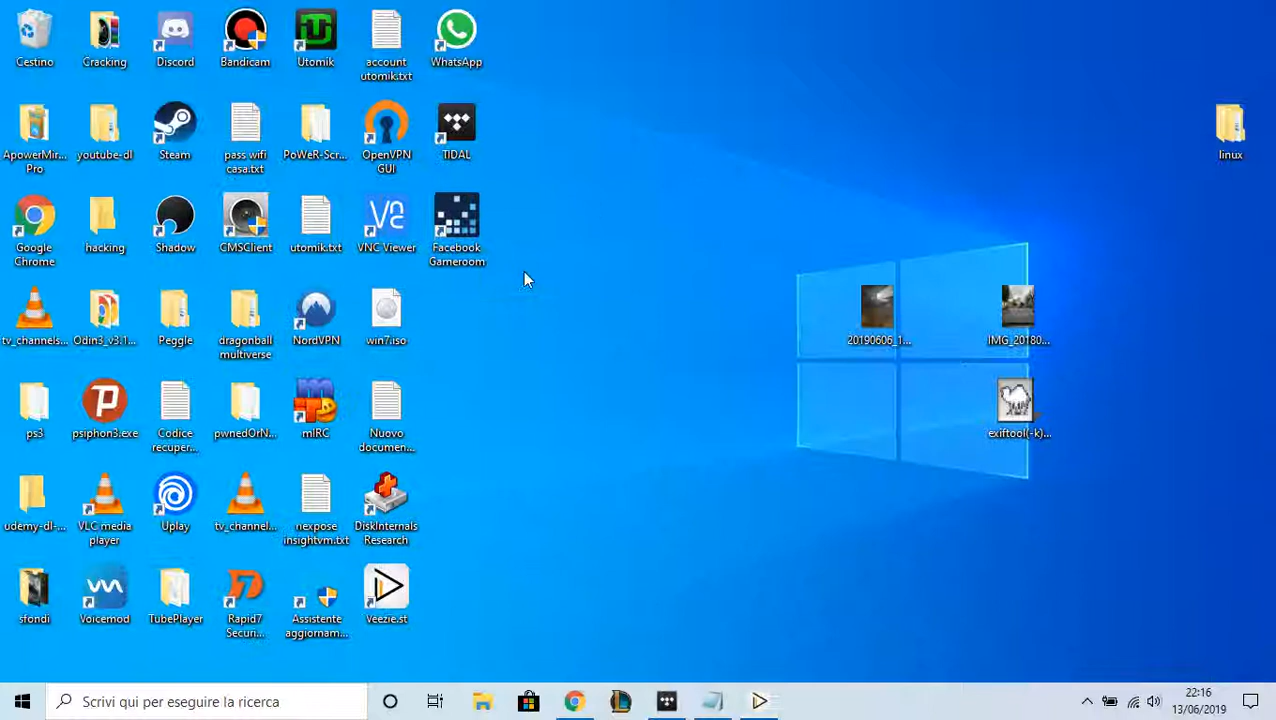 Cestino
Cracking
Discord
Bandicam
Utomik
account
utomik.txt
WhatsApp
ApowerMir...
Pro
youtube-dl
Steam
pass wifi
casa.txt
PoWeR-Scr...
OpenVPN
GUI
TIDAL
linux
Google
Chrome
hacking
Shadow
CMSClient
utomik.txt
VNC Viewer
Facebook
Gameroom
tv_channels...
Odin3_v3.1...
Peggle
dragonball
multiverse
NordVPN
win7.iso
20190606_1...
IMG_20180...
ps3
psiphon3.exe
Codice
recuper...
pwnedOrN...
mIRC
Nuovo
documen...
exiftool(-k)...
udemy-dl-...
VLC media
player
Uplay
tv_channel...
nexpose
insightvm.txt
DiskInternals
Research
sfondi
Voicemod
TubePlayer
Rapid7
Securi...
Assistente
aggiornam...
Veezie.st
Scrivi qui per eseguire la ricerca
22:16
13/06/2019